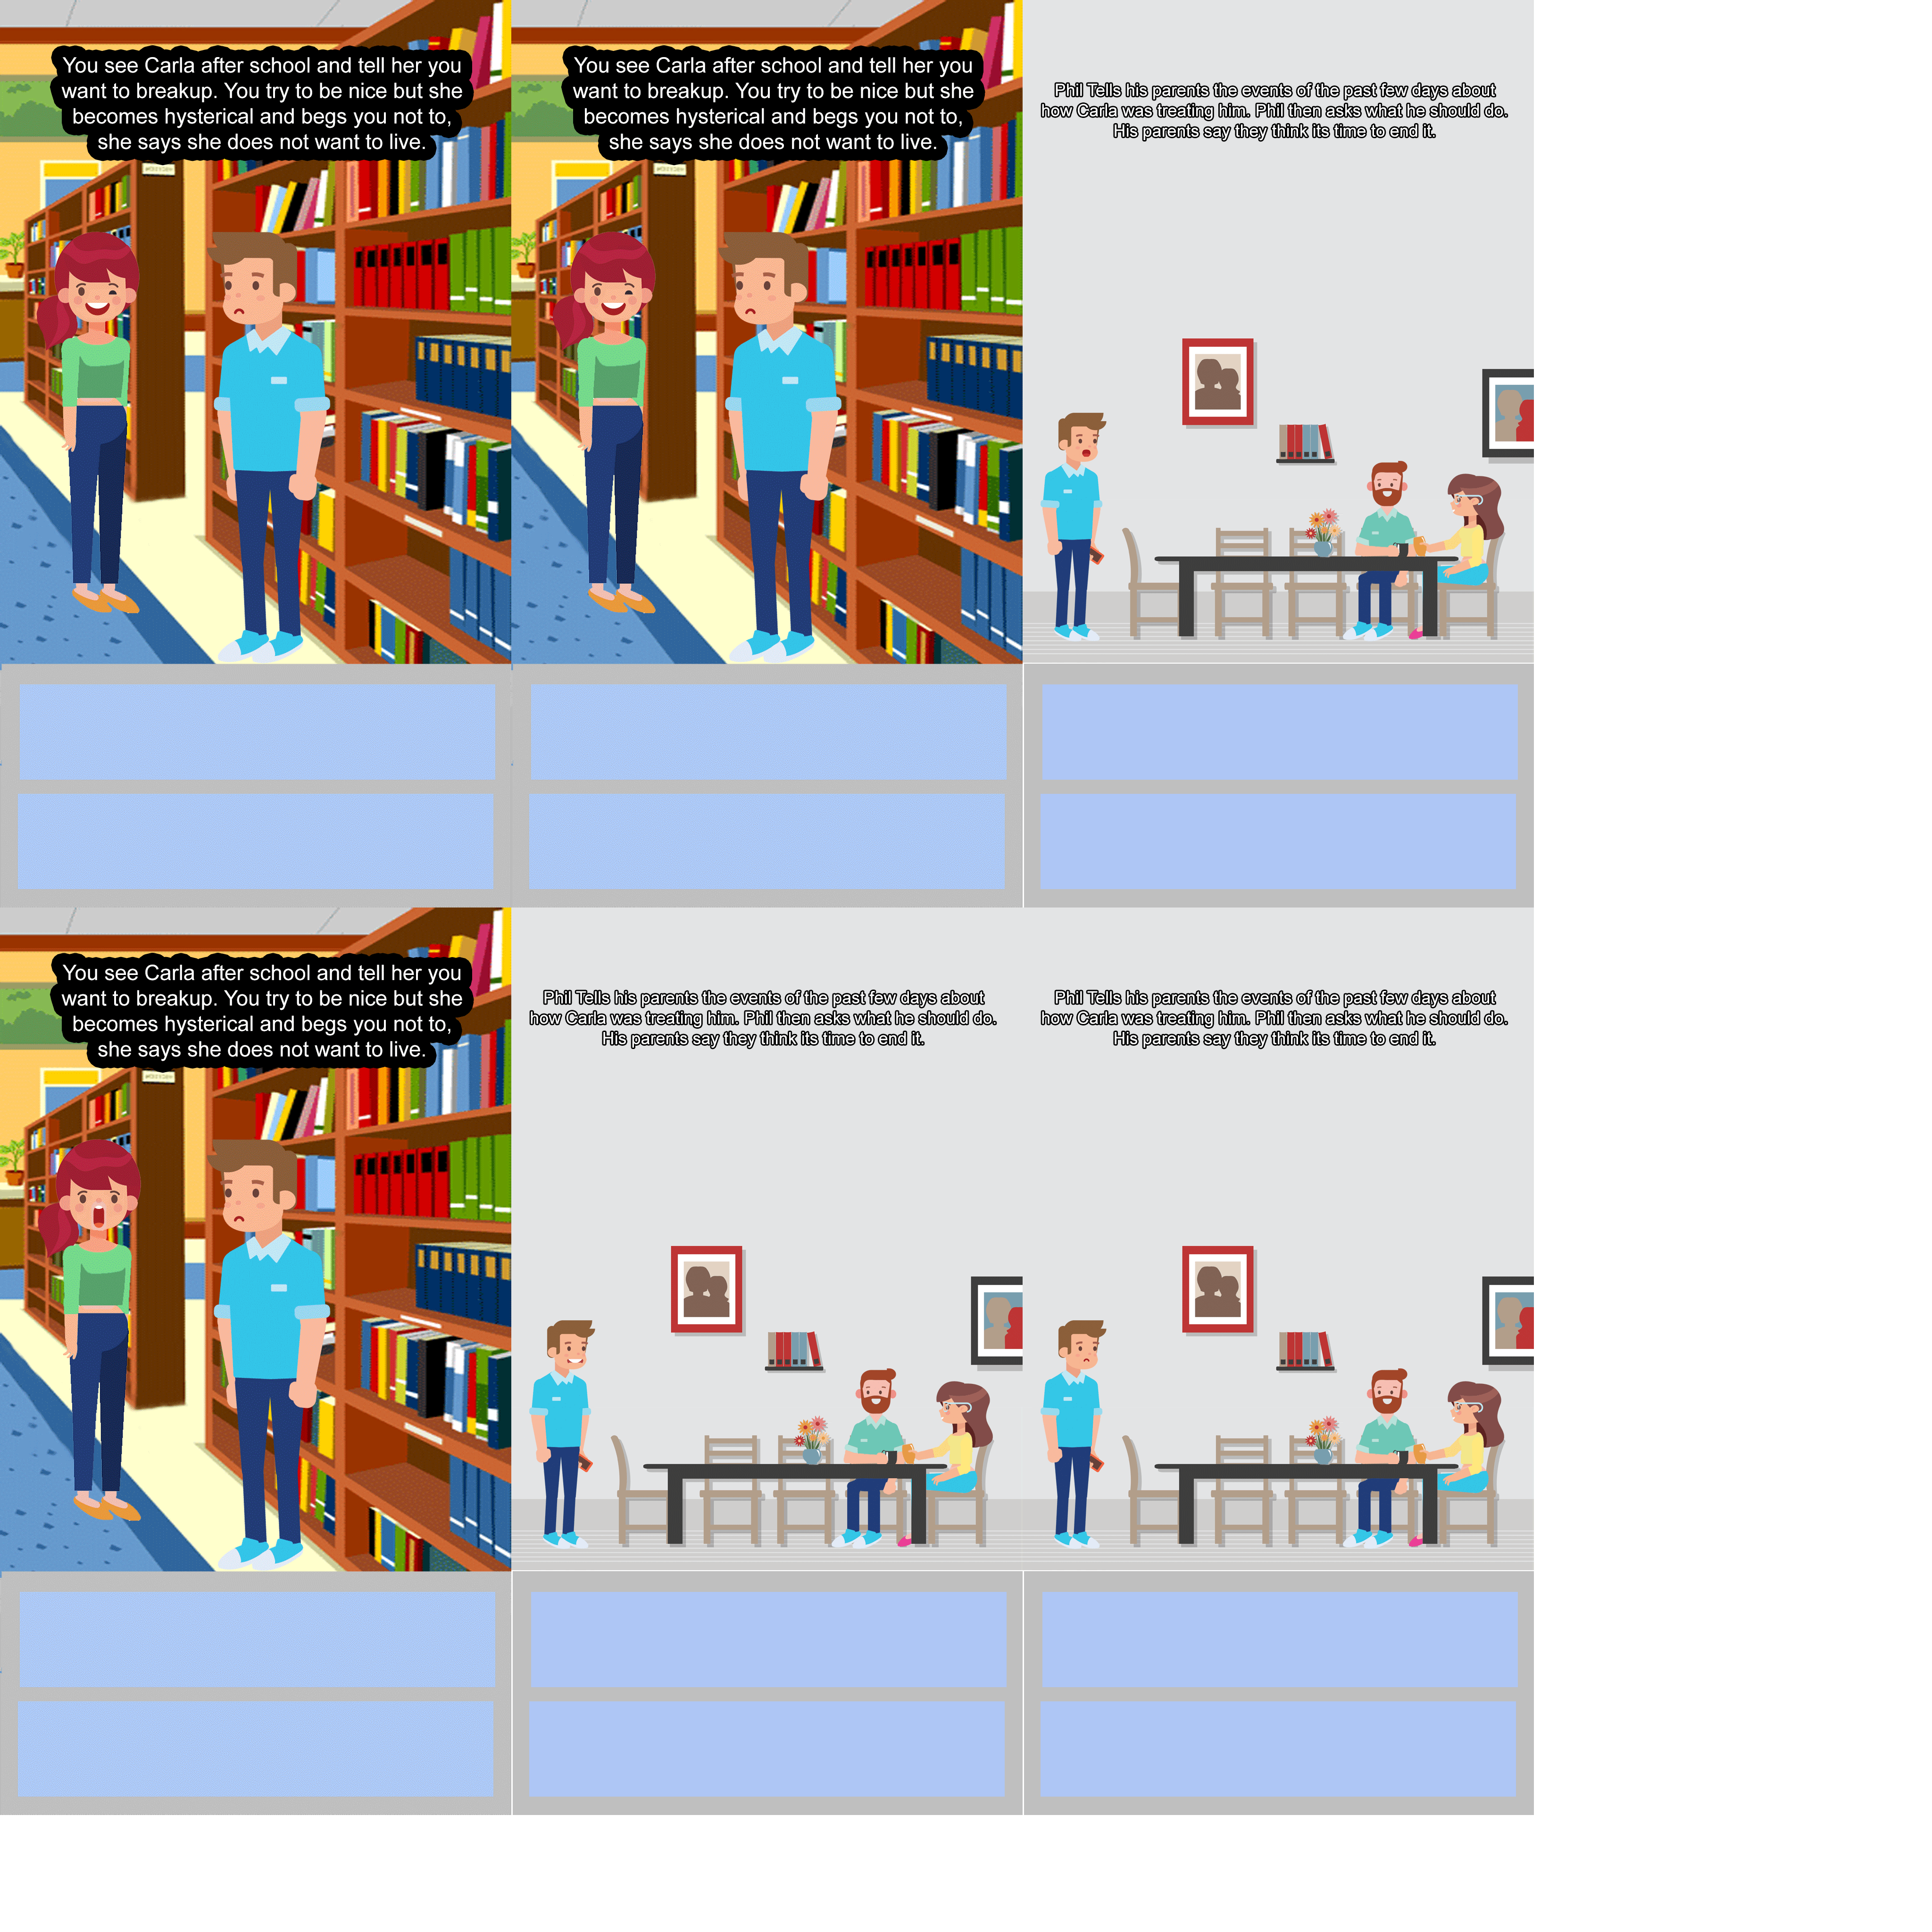 You see Carla after school and tell her you
want to breakup. You try to be nice but she
becomes hysterical and begs you not to,
she says she does not want to live.
You see Carla after school and tell her you
want to breakup. You try to be nice but she
becomes hysterical and begs you not to,
she says she does not want to live.
Phil Tells his parents the events of the past few days about
how Carla was treating him. Phil then asks what he should do.
His parents say they think its time to end it.
You see Carla after school and tell her you
want to breakup. You try to be nice but she
becomes hysterical and begs you not to,
she says she does not want to live.
Phil Tells his parents the events of the past few days about
how Carla was treating him. Phil then asks what he should do.
His parents say they think its time to end it.
Phil Tells his parents the events of the past few days about
how Carla was treating him. Phil then asks what he should do.
His parents say they think its time to end it.